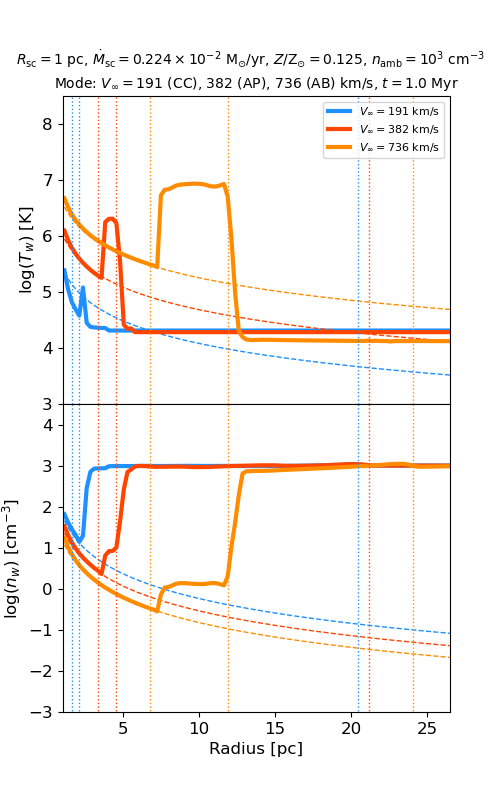 R_sc = 1 pc, Ṁ_sc = 0.224 × 10⁻² M_⊙/yr, Z/Z_⊙ = 0.125, n_amb = 10³ cm⁻³
Mode: V_∞ = 191 (CC), 382 (AP), 736 (AB) km/s, t = 1.0 Myr
V_∞ = 191 km/s
V_∞ = 382 km/s
V_∞ = 736 km/s
log(T_w) [K]
8
7
6
5
4
3
log(n_w) [cm⁻³]
4
3
2
1
0
−1
−2
−3
5 10 15 20 25
Radius [pc]